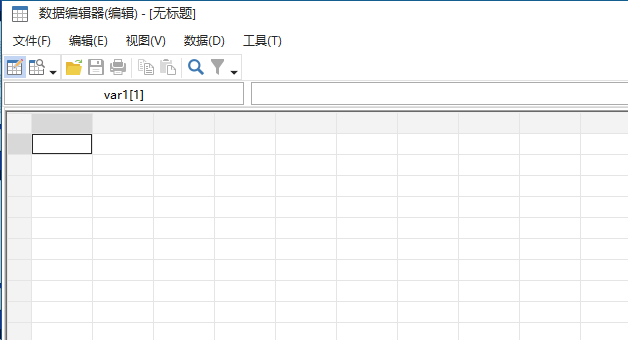 数据编辑器(编辑) - [无标题]
文件(F) 编辑(E) 视图(V) 数据(D) 工具(T)
var1[1]